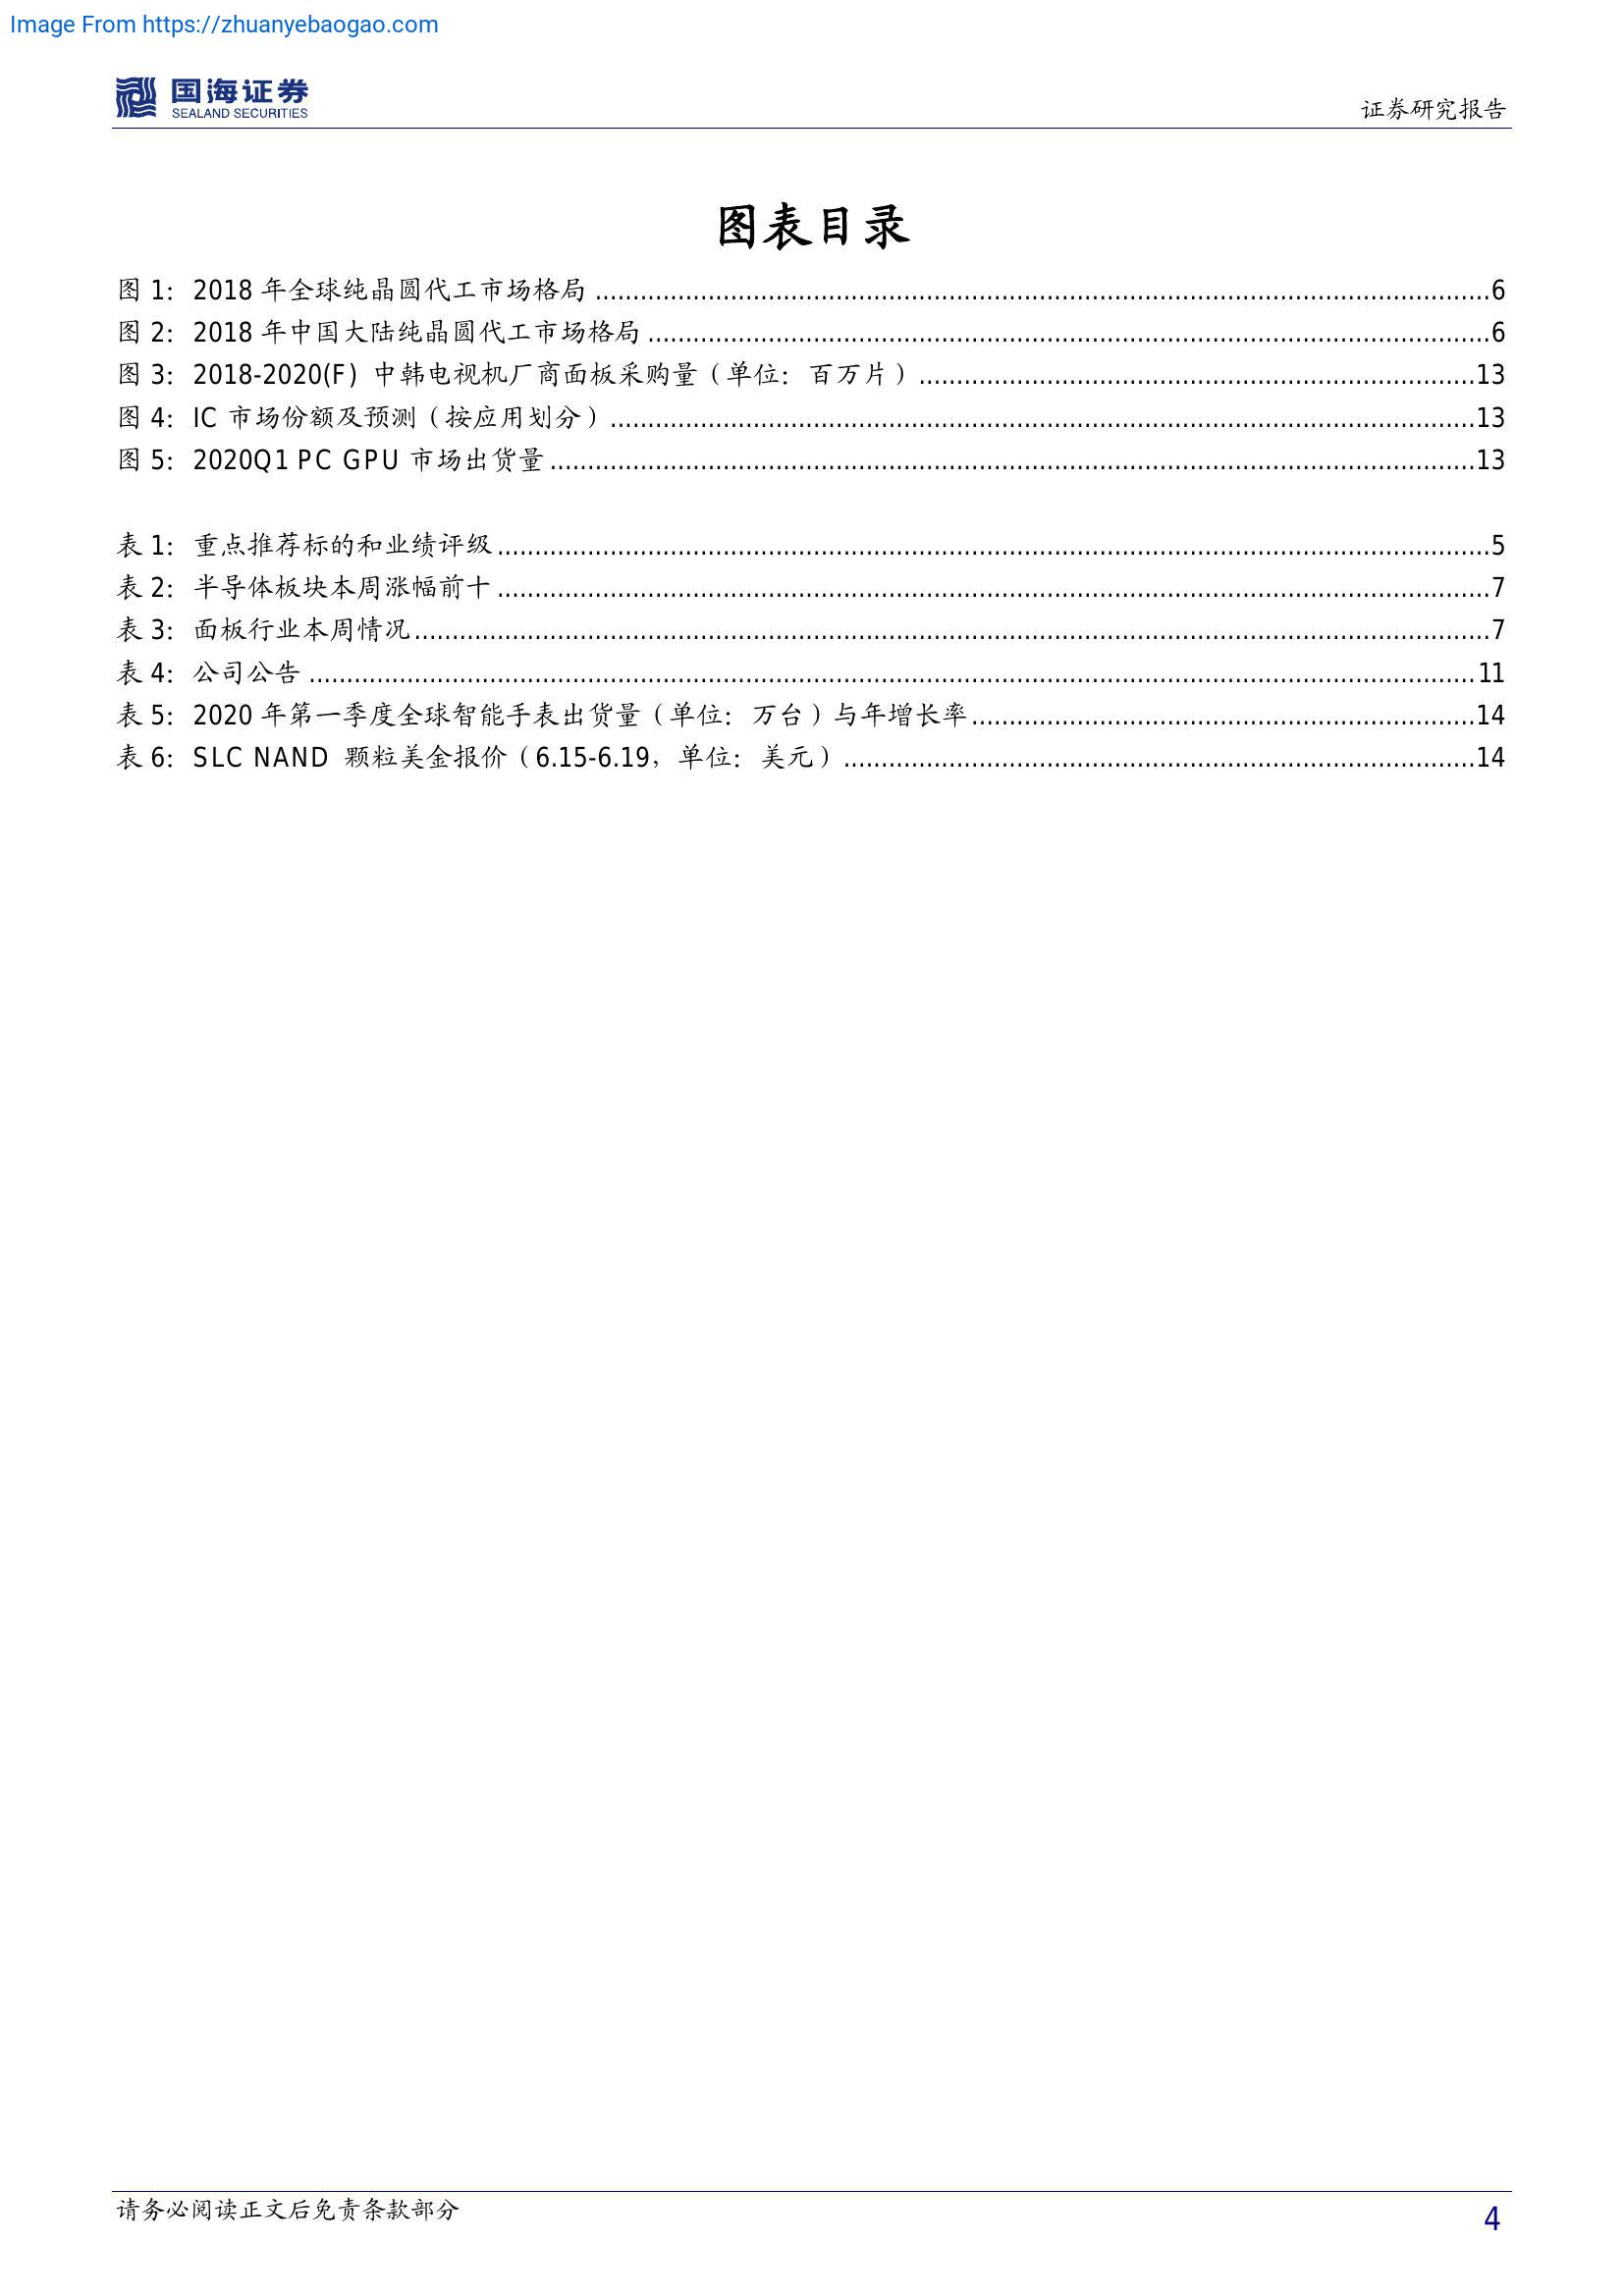 Image From https://zhuanyebaogao.com
国海证券
SEALAND SECURITIES
证券研究报告
图表目录
图 1：2018 年全球纯晶圆代工市场格局 ........................................ 6
图 2：2018 年中国大陆纯晶圆代工市场格局 ........................................ 6
图 3：2018-2020(F) 中韩电视机厂商面板采购量（单位：百万片） ........................................ 13
图 4：IC 市场份额及预测（按应用划分） ........................................ 13
图 5：2020Q1 PC GPU 市场出货量 ........................................ 13
表 1：重点推荐标的和业绩评级 ........................................ 5
表 2：半导体板块本周涨幅前十 ........................................ 7
表 3：面板行业本周情况 ........................................ 7
表 4：公司公告 ........................................ 11
表 5：2020 年第一季度全球智能手表出货量（单位：万台）与年增长率 ........................................ 14
表 6：SLC NAND 颗粒美金报价（6.15-6.19，单位：美元） ........................................ 14
请务必阅读正文后免责条款部分
4